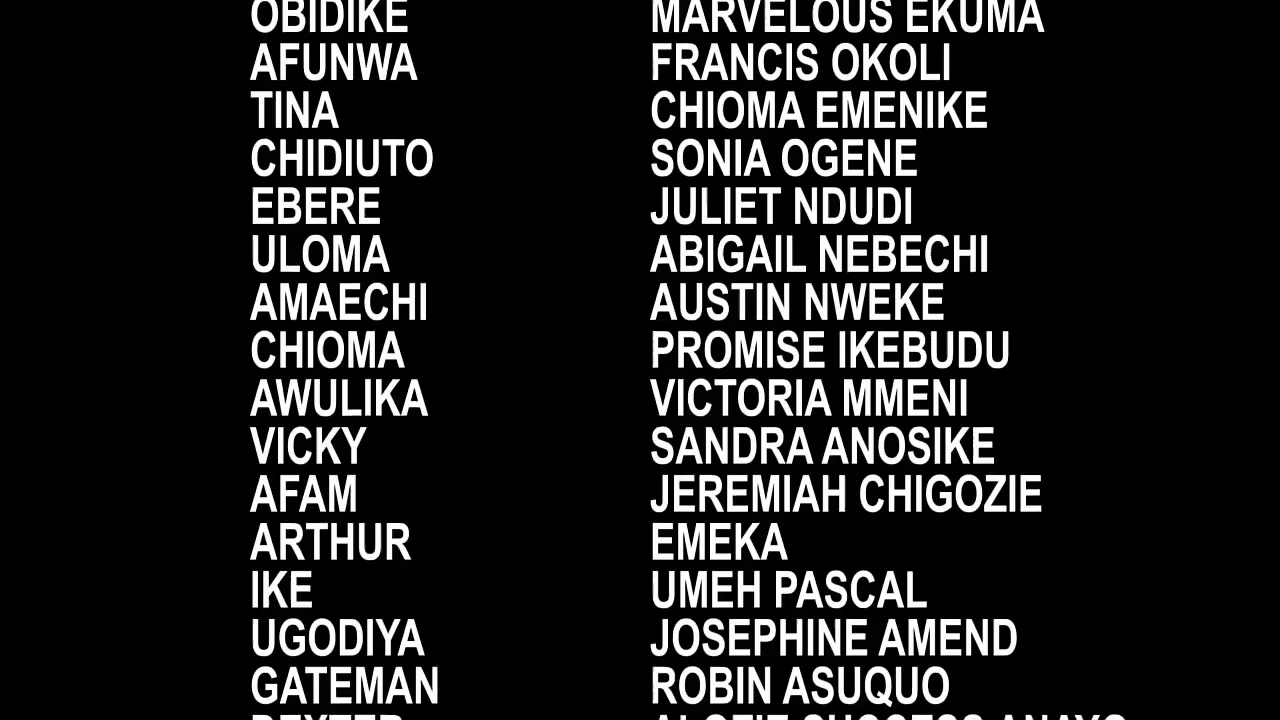 OBIDIKE MARVELOUS EKUMA
AFUNWA FRANCIS OKOLI
TINA CHIOMA EMENIKE
CHIDIUTO SONIA OGENE
EBERE JULIET NDUDI
ULOMA ABIGAIL NEBECHI
AMAECHI AUSTIN NWEKE
CHIOMA PROMISE IKEBUDU
AWULIKA VICTORIA MMENI
VICKY SANDRA ANOSIKE
AFAM JEREMIAH CHIGOZIE
ARTHUR EMEKA
IKE UMEH PASCAL
UGODIYA JOSEPHINE AMEND
GATEMAN ROBIN ASUQUO